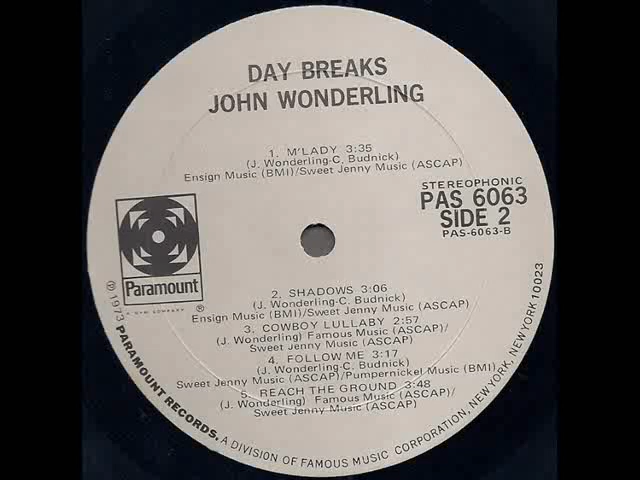 DAY BREAKS
JOHN WONDERLING
1. M'LADY 3:35
(J. Wonderling-C. Budnick)
Ensign Music (BMI)/Sweet Jenny Music (ASCAP)
STEREOPHONIC
PAS 6063
SIDE 2
PAS-6063-B
Paramount
®
A G+W COMPANY
2. SHADOWS 3:06
(J. Wonderling-C. Budnick)
Ensign Music (BMI)/Sweet Jenny Music (ASCAP)
3. COWBOY LULLABY 2:57
(J. Wonderling) Famous Music (ASCAP)/
Sweet Jenny Music (ASCAP)
4. FOLLOW ME 3:17
(J. Wonderling-C. Budnick)
Sweet Jenny Music (ASCAP)/Pumpernickel Music (BMI)
5. REACH THE GROUND 3:48
(J. Wonderling) Famous Music (ASCAP)/
Sweet Jenny Music (ASCAP)
℗ 1973 PARAMOUNT RECORDS, A DIVISION OF FAMOUS MUSIC CORPORATION, NEW YORK, NEW YORK 10023